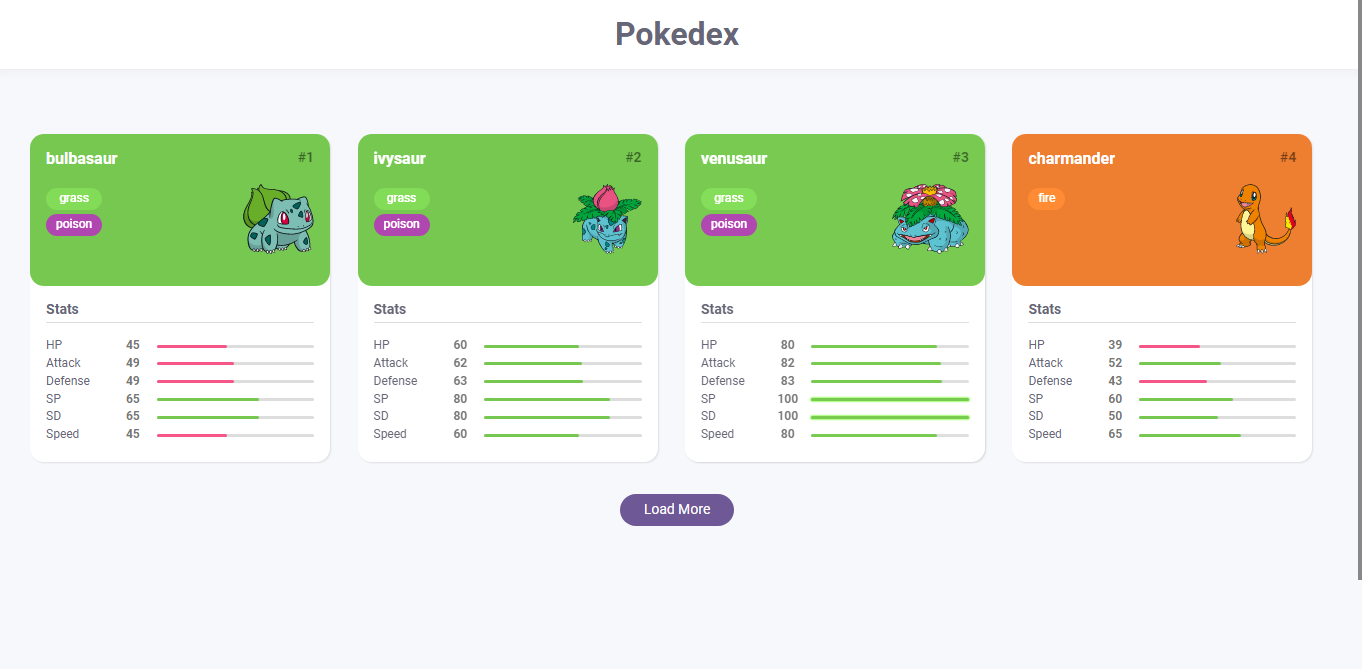 Pokedex
bulbasaur #1
grass
poison
Stats
HP 45
Attack 49
Defense 49
SP 65
SD 65
Speed 45
ivysaur #2
grass
poison
Stats
HP 60
Attack 62
Defense 63
SP 80
SD 80
Speed 60
venusaur #3
grass
poison
Stats
HP 80
Attack 82
Defense 83
SP 100
SD 100
Speed 80
charmander #4
fire
Stats
HP 39
Attack 52
Defense 43
SP 60
SD 50
Speed 65
Load More